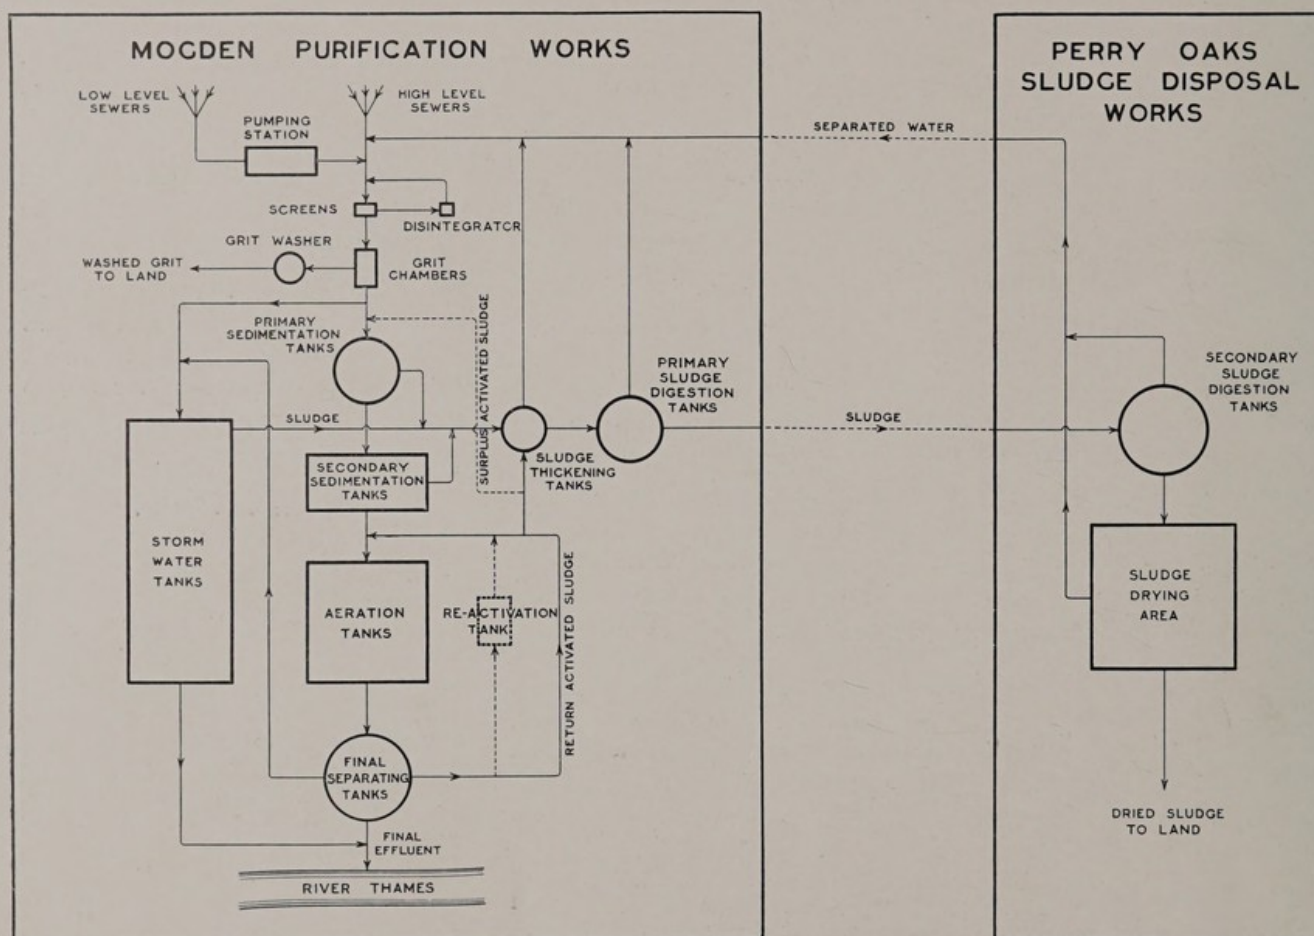 MOGDEN PURIFICATION WORKS
LOW LEVEL
SEWERS
HIGH LEVEL
SEWERS
PUMPING
STATION
SCREENS
DISINTEGRATOR
GRIT WASHER
WASHED GRIT
TO LAND
GRIT
CHAMBERS
PRIMARY
SEDIMENTATION
TANKS
SURPLUS ACTIVATED SLUDGE
PRIMARY
SLUDGE
DIGESTION
TANKS
SLUDGE
SLUDGE
THICKENING
TANKS
SECONDARY
SEDIMENTATION
TANKS
STORM
WATER
TANKS
AERATION
TANKS
RE-ACTIVATION
TANK
RETURN ACTIVATED SLUDGE
FINAL
SEPARATING
TANKS
FINAL
EFFLUENT
RIVER THAMES
SEPARATED WATER
SLUDGE
PERRY OAKS
SLUDGE DISPOSAL
WORKS
SECONDARY
SLUDGE
DIGESTION
TANKS
SLUDGE
DRYING
AREA
DRIED SLUDGE
TO LAND